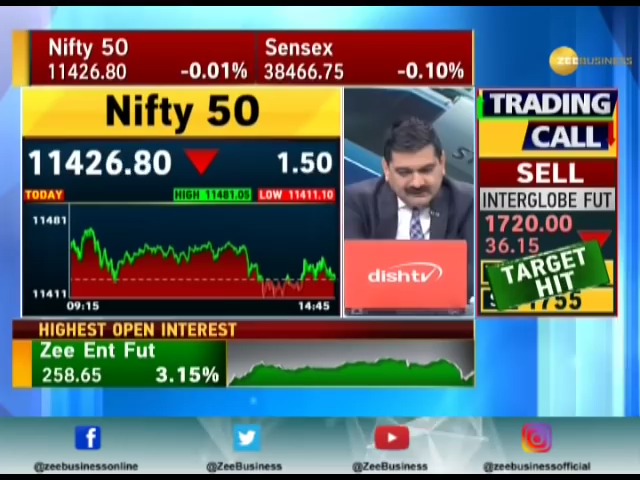 Nifty 50
11426.80 -0.01%
Sensex
38466.75 -0.10%
ZEEBUSINESS
Nifty 50
11426.80 1.50
TODAY HIGH 11481.05 LOW 11411.10
11481
11411
09:15 14:45
dishtv
TRADING
CALL
SELL
INTERGLOBE FUT
1720.00
36.15
TARGET
HIT
1755
HIGHEST OPEN INTEREST
Zee Ent Fut
258.65 3.15%
@zeebusinessonline @ZeeBusiness @ZeeBusiness @zeebusinessofficial